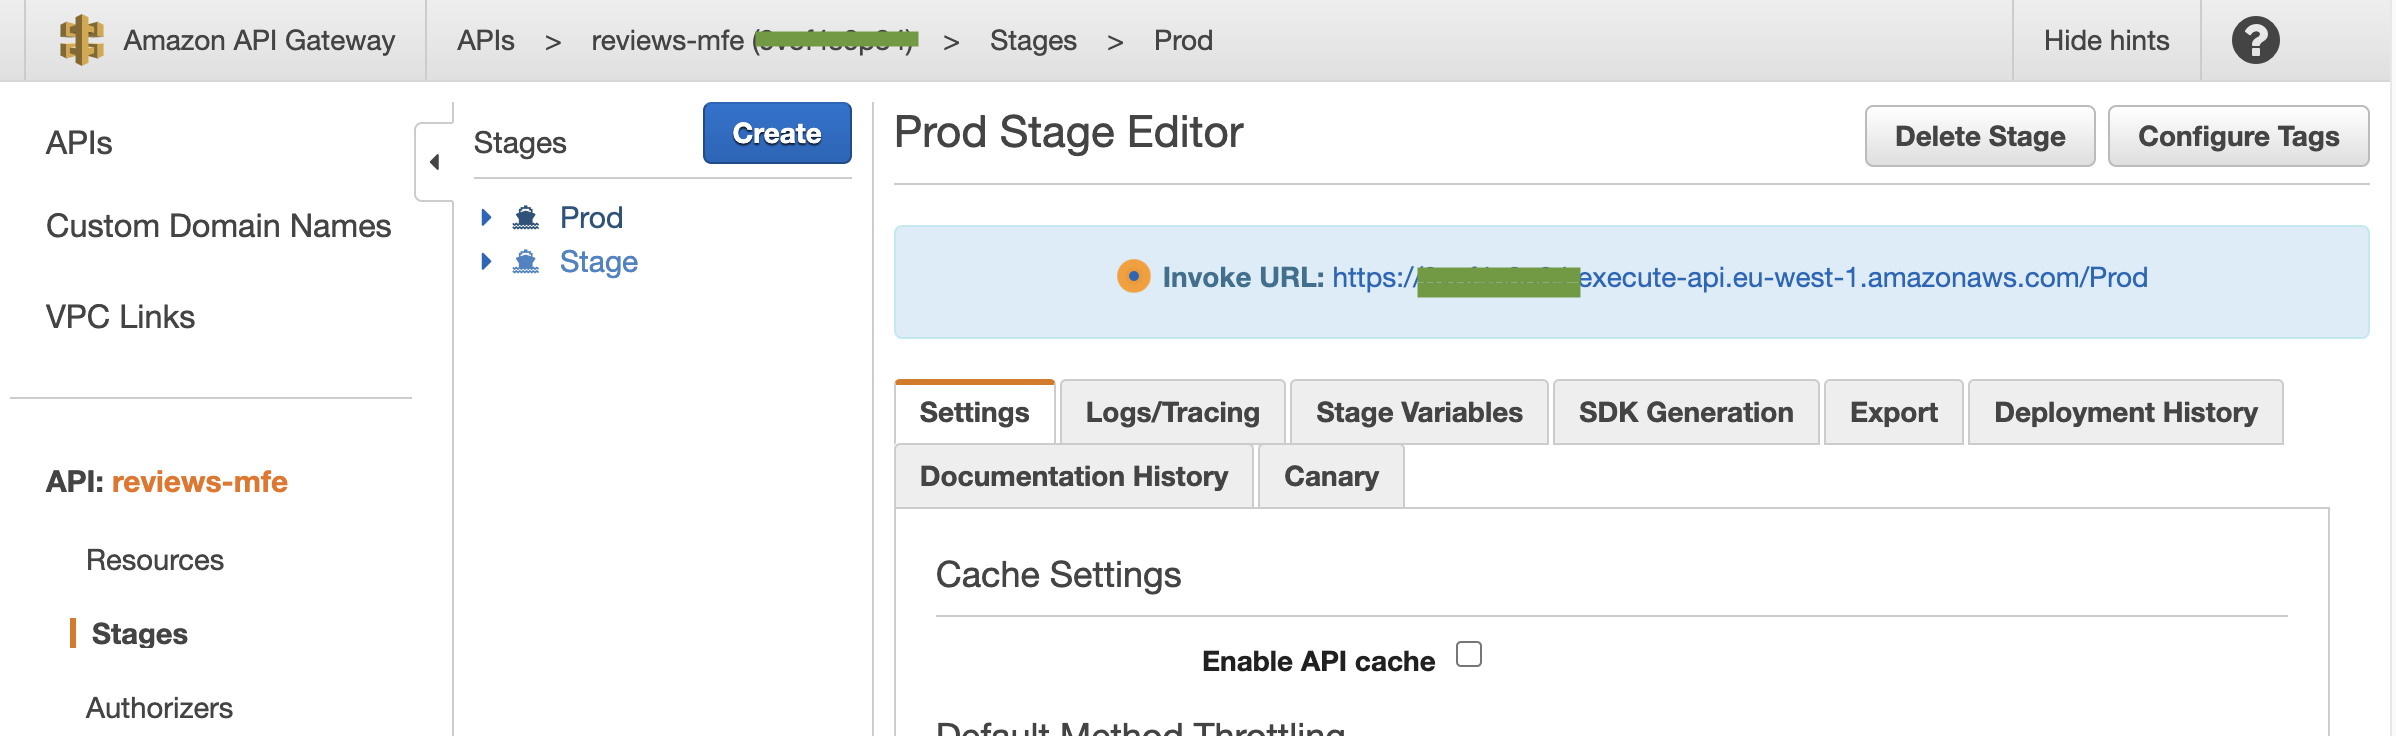 Amazon API Gateway APIs > reviews-mfe > Stages > Prod Hide hints ?
APIs
Custom Domain Names
VPC Links
API: reviews-mfe
Resources
Stages
Authorizers
Stages Create
Prod
Stage
Prod Stage Editor Delete Stage Configure Tags
Invoke URL: https:// execute-api.eu-west-1.amazonaws.com/Prod
Settings Logs/Tracing Stage Variables SDK Generation Export Deployment History
Documentation History Canary
Cache Settings
Enable API cache
Default Method Throttling